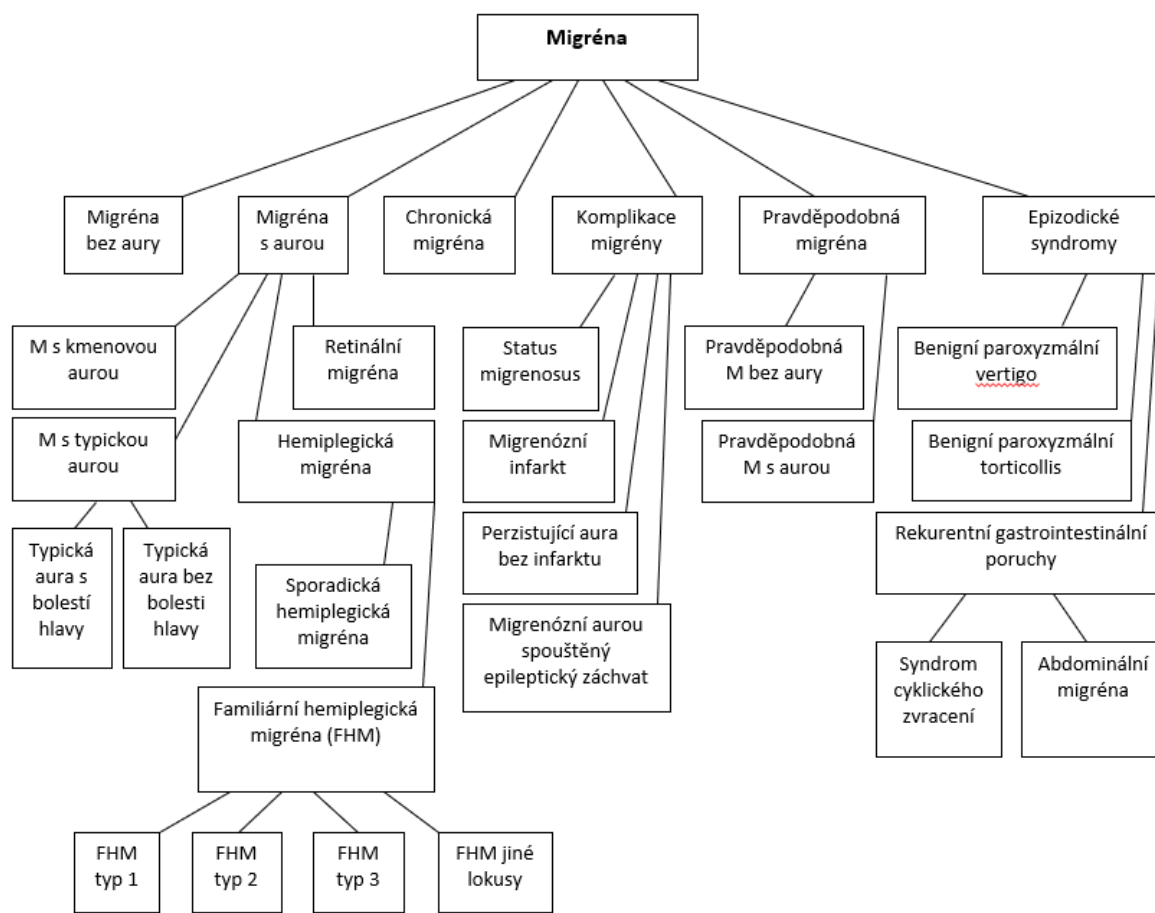 Migréna
Migréna
bez aury
Migréna
s aurou
Chronická
migréna
Komplikace
migrény
Pravděpodobná
migréna
Epizodické
syndromy
M s kmenovou
aurou
Retinální
migréna
Status
migrenosus
Pravděpodobná
M bez aury
Benigní paroxyzmální
vertigo
M s typickou
aurou
Hemiplegická
migréna
Migrenózní
infarkt
Pravděpodobná
M s aurou
Benigní paroxyzmální
torticollis
Typická
aura s
bolestí
hlavy
Typická
aura bez
bolesti
hlavy
Sporadická
hemiplegická
migréna
Perzistující aura
bez infarktu
Rekurentní gastrointestinální
poruchy
Migrenózní aurou
spouštěný
epileptický záchvat
Syndrom
cyklického
zvracení
Abdominální
migréna
Familiární hemiplegická
migréna (FHM)
FHM
typ 1
FHM
typ 2
FHM
typ 3
FHM jiné
lokusy